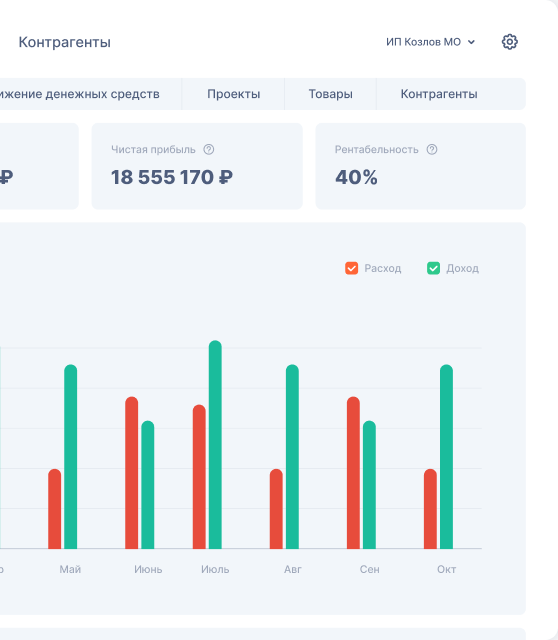 Контрагенты
ИП Козлов МО
ижение денежных средств Проекты Товары Контрагенты
Чистая прибыль Рентабельность
₽ 18 555 170 ₽ 40%
Расход Доход
Май Июнь Июль Авг Сен Окт